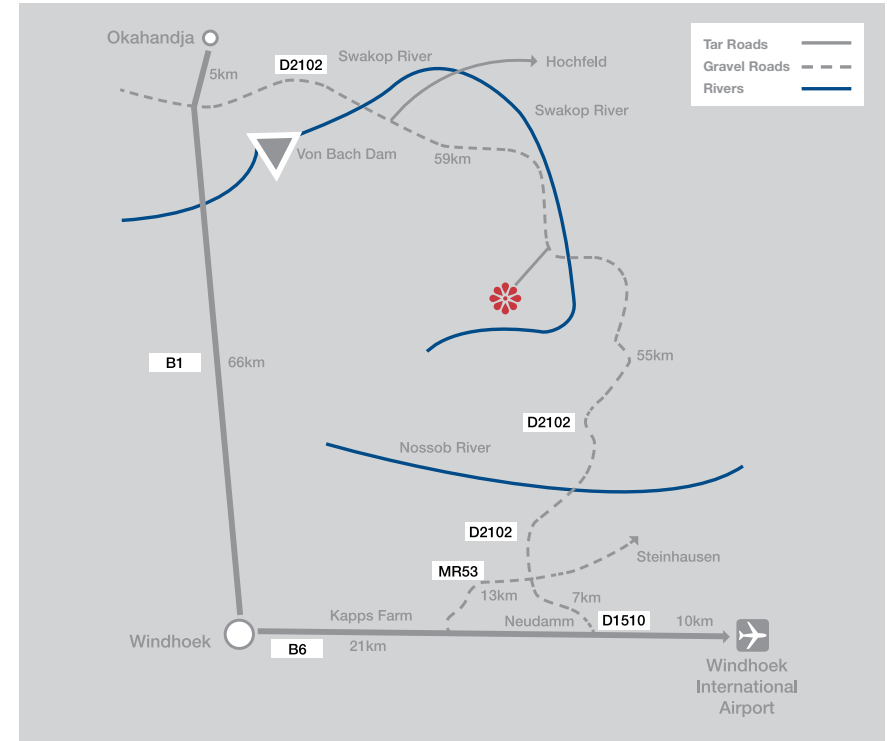 Okahandja
5km
D2102
Swakop River
Hochfeld
Tar Roads
Gravel Roads
Rivers
Swakop River
Von Bach Dam
59km
B1
66km
55km
D2102
Nossob River
D2102
Steinhausen
MR53
13km
7km
Kapps Farm
Neudamm
D1510
10km
Windhoek
B6
21km
Windhoek
International
Airport